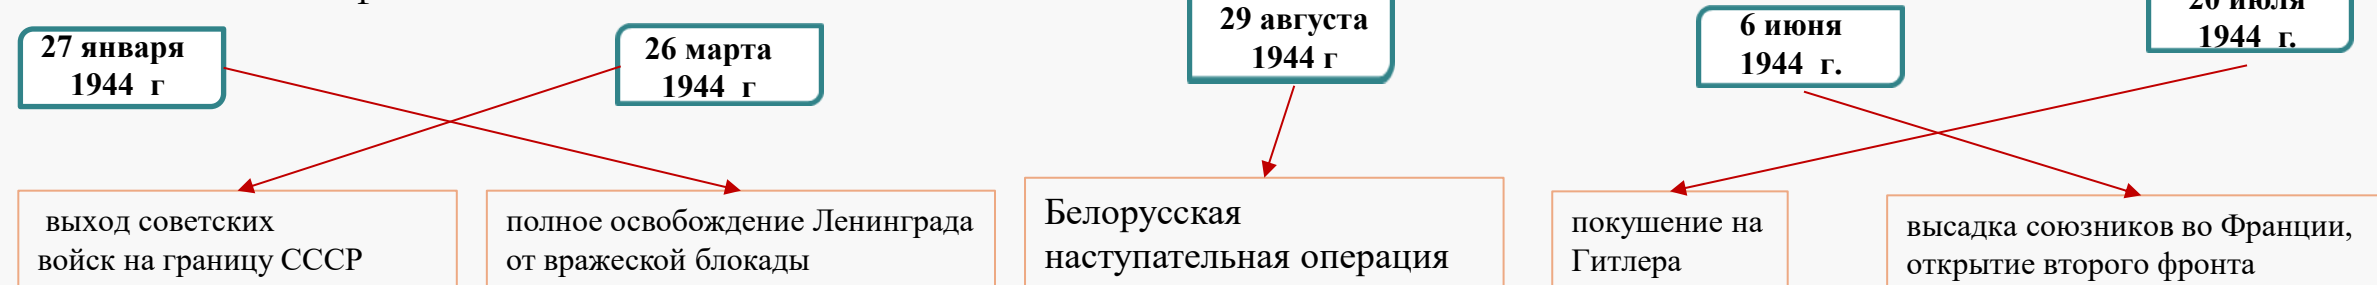 27 января
1944 г
26 марта
1944 г
29 августа
1944 г
6 июня
1944 г.
20 июля
1944 г.
выход советских
войск на границу СССР
полное освобождение Ленинграда
от вражеской блокады
Белорусская
наступательная операция
покушение на
Гитлера
высадка союзников во Франции,
открытие второго фронта